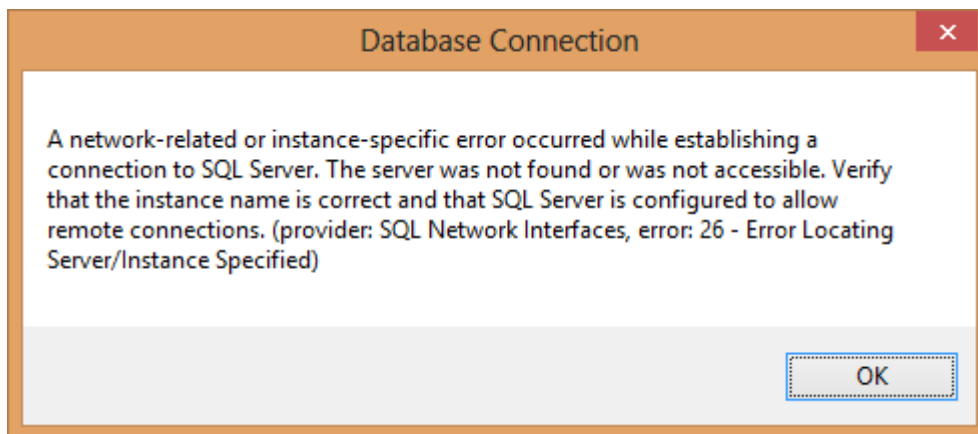 Database Connection
A network-related or instance-specific error occurred while establishing a
connection to SQL Server. The server was not found or was not accessible. Verify
that the instance name is correct and that SQL Server is configured to allow
remote connections. (provider: SQL Network Interfaces, error: 26 - Error Locating
Server/Instance Specified)
OK